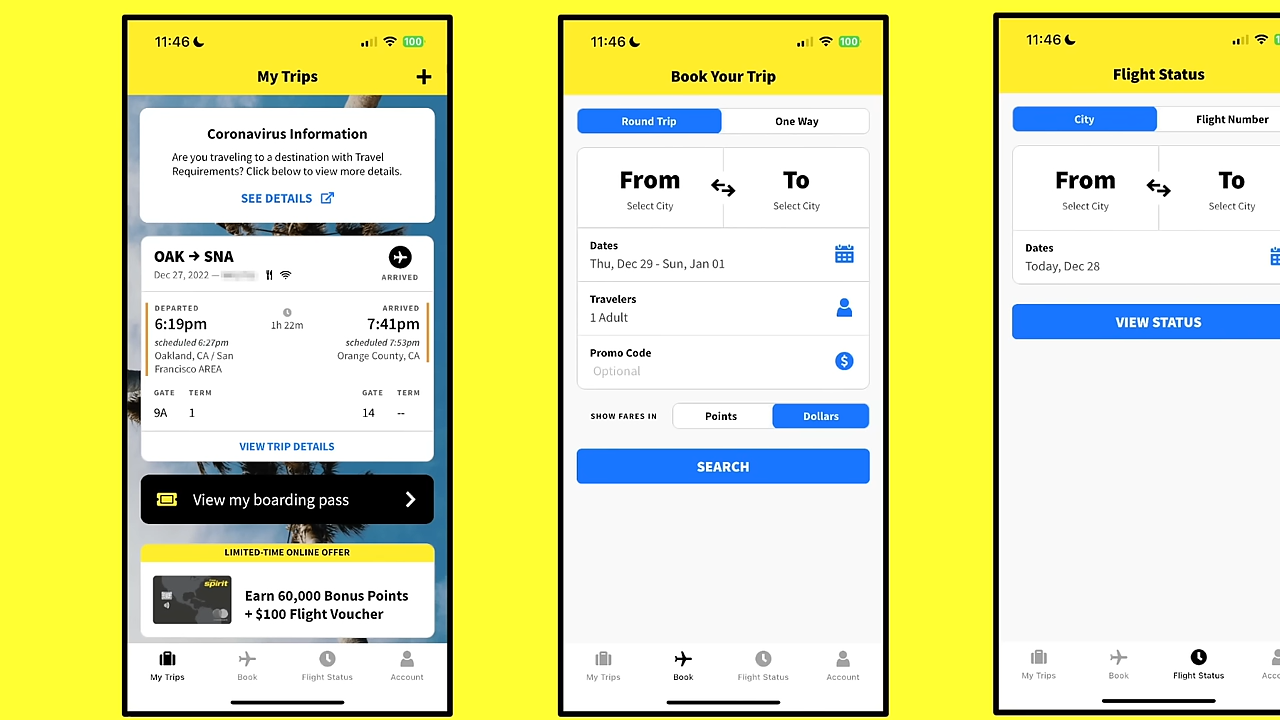 11:46
100
My Trips
Coronavirus Information
Are you traveling to a destination with Travel
Requirements? Click below to view more details.
SEE DETAILS
OAK → SNA
Dec 27, 2022 —
ARRIVED
DEPARTED
ARRIVED
6:19pm
1h 22m
7:41pm
scheduled 6:27pm
scheduled 7:53pm
Oakland, CA / San
Francisco AREA
Orange County, CA
GATE TERM
GATE TERM
9A 1
14 --
VIEW TRIP DETAILS
View my boarding pass
LIMITED-TIME ONLINE OFFER
spirit
Earn 60,000 Bonus Points
+ $100 Flight Voucher
My Trips
Book
Flight Status
Account
11:46
100
Book Your Trip
Round Trip
One Way
From
To
Select City
Select City
Dates
Thu, Dec 29 - Sun, Jan 01
Travelers
1 Adult
Promo Code
Optional
$
SHOW FARES IN
Points
Dollars
SEARCH
My Trips
Book
Flight Status
Account
11:46
Flight Status
City
Flight Number
From
To
Select City
Select City
Dates
Today, Dec 28
VIEW STATUS
My Trips
Book
Flight Status